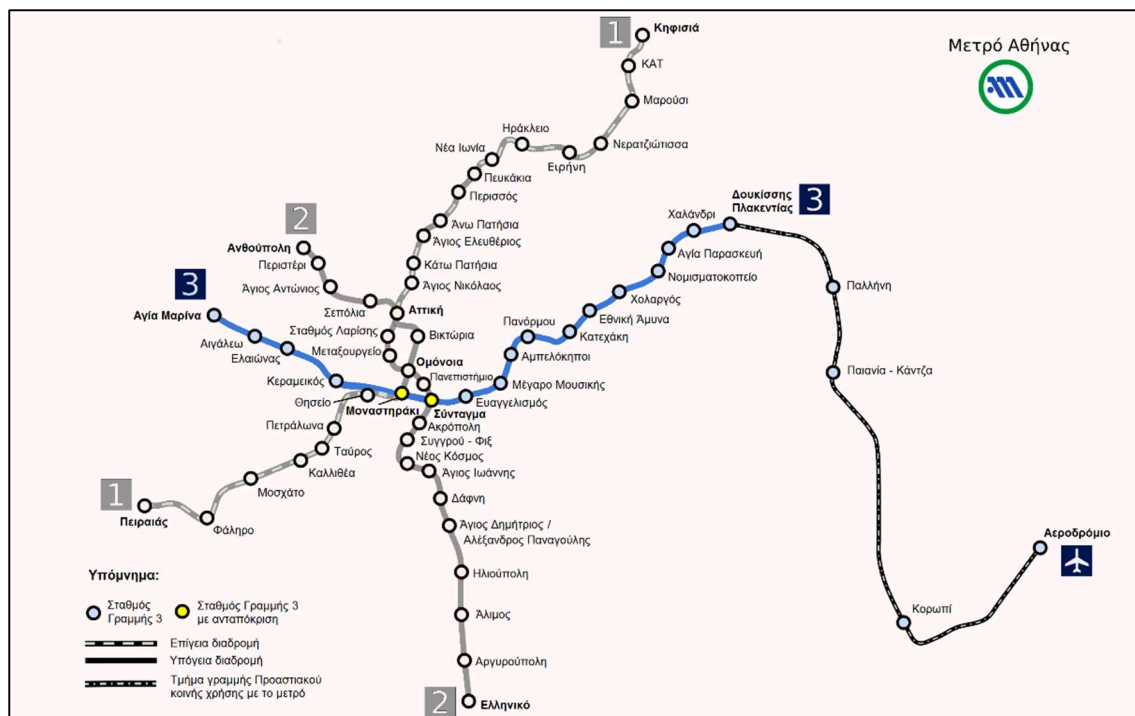 Μετρό Αθήνας
1
Κηφισιά
ΚΑΤ
Μαρούσι
Νερατζιώτισσα
Ειρήνη
Ηράκλειο
Νέα Ιωνία
Πευκάκια
Περισσός
Άνω Πατήσια
Άγιος Ελευθέριος
Κάτω Πατήσια
Άγιος Νικόλαος
Αττική
Βικτώρια
Ομόνοια
2
Ανθούπολη
Περιστέρι
Άγιος Αντώνιος
Σεπόλια
Σταθμός Λαρίσης
Μεταξουργείο
Πανεπιστήμιο
3
Αγία Μαρίνα
Αιγάλεω
Ελαιώνας
Κεραμεικός
Μοναστηράκι
Σύνταγμα
Ευαγγελισμός
Μέγαρο Μουσικής
Αμπελόκηποι
Πανόρμου
Κατεχάκη
Εθνική Άμυνα
Χολαργός
Νομισματοκοπείο
Αγία Παρασκευή
Χαλάνδρι
Δουκίσσης
Πλακεντίας
3
Παλλήνη
Παιανία - Κάντζα
Κορωπί
Αεροδρόμιο
Θησείο
Πετράλωνα
Ταύρος
Καλλιθέα
Μοσχάτο
Φάληρο
1
Πειραιάς
Ακρόπολη
Συγγρού - Φιξ
Νέος Κόσμος
Άγιος Ιωάννης
Δάφνη
Άγιος Δημήτριος /
Αλέξανδρος Παναγούλης
Ηλιούπολη
Άλιμος
Αργυρούπολη
2
Ελληνικό
Υπόμνημα:
Σταθμός
Γραμμής 3
Σταθμός Γραμμής 3
με ανταπόκριση
Επίγεια διαδρομή
Υπόγεια διαδρομή
Τμήμα γραμμής Προαστιακού
κοινής χρήσης με το μετρό